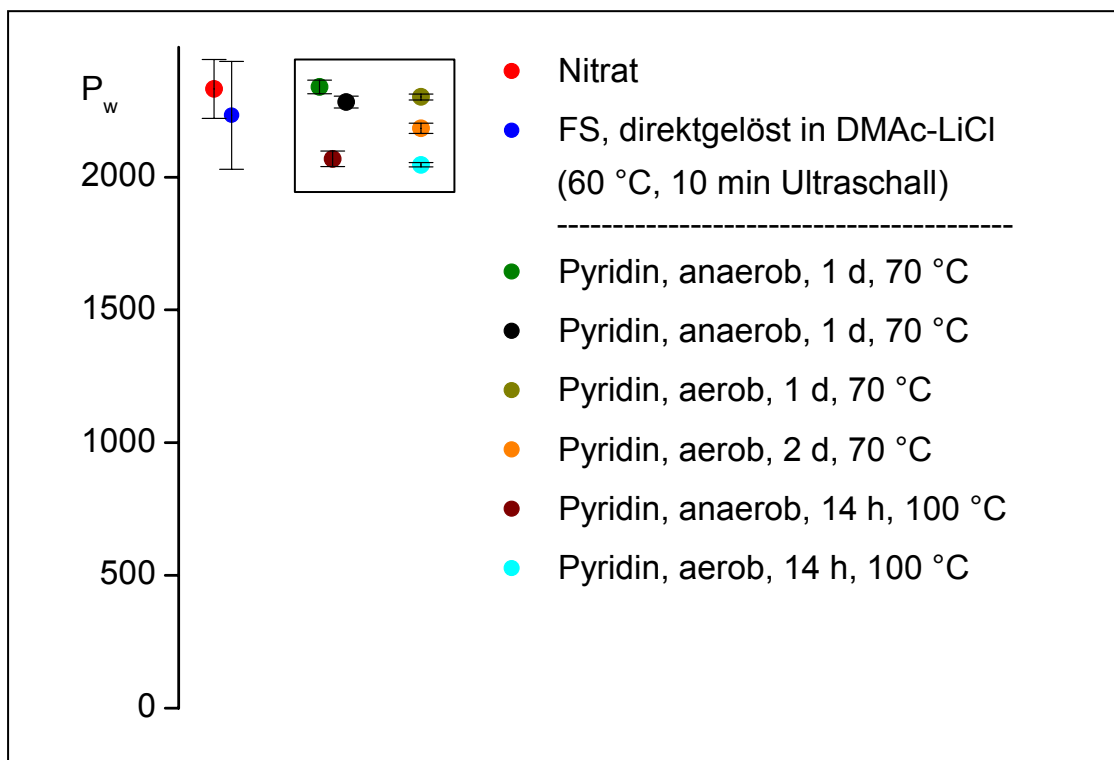 P_w
2000
1500
1000
500
0
Nitrat
FS, direktgelöst in DMAc-LiCl
(60 °C, 10 min Ultraschall)
-----------------------------------------
Pyridin, anaerob, 1 d, 70 °C
Pyridin, anaerob, 1 d, 70 °C
Pyridin, aerob, 1 d, 70 °C
Pyridin, aerob, 2 d, 70 °C
Pyridin, anaerob, 14 h, 100 °C
Pyridin, aerob, 14 h, 100 °C